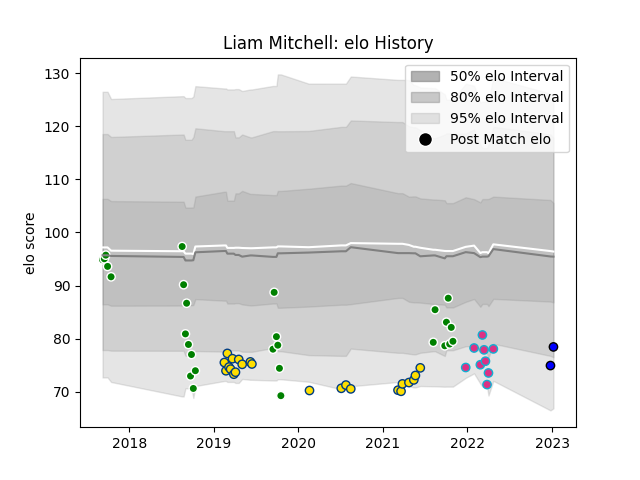 Liam Mitchell: elo History
50% elo Interval
80% elo Interval
95% elo Interval
Post Match elo
elo score
130
120
110
100
90
80
70
2018
2019
2020
2021
2022
2023